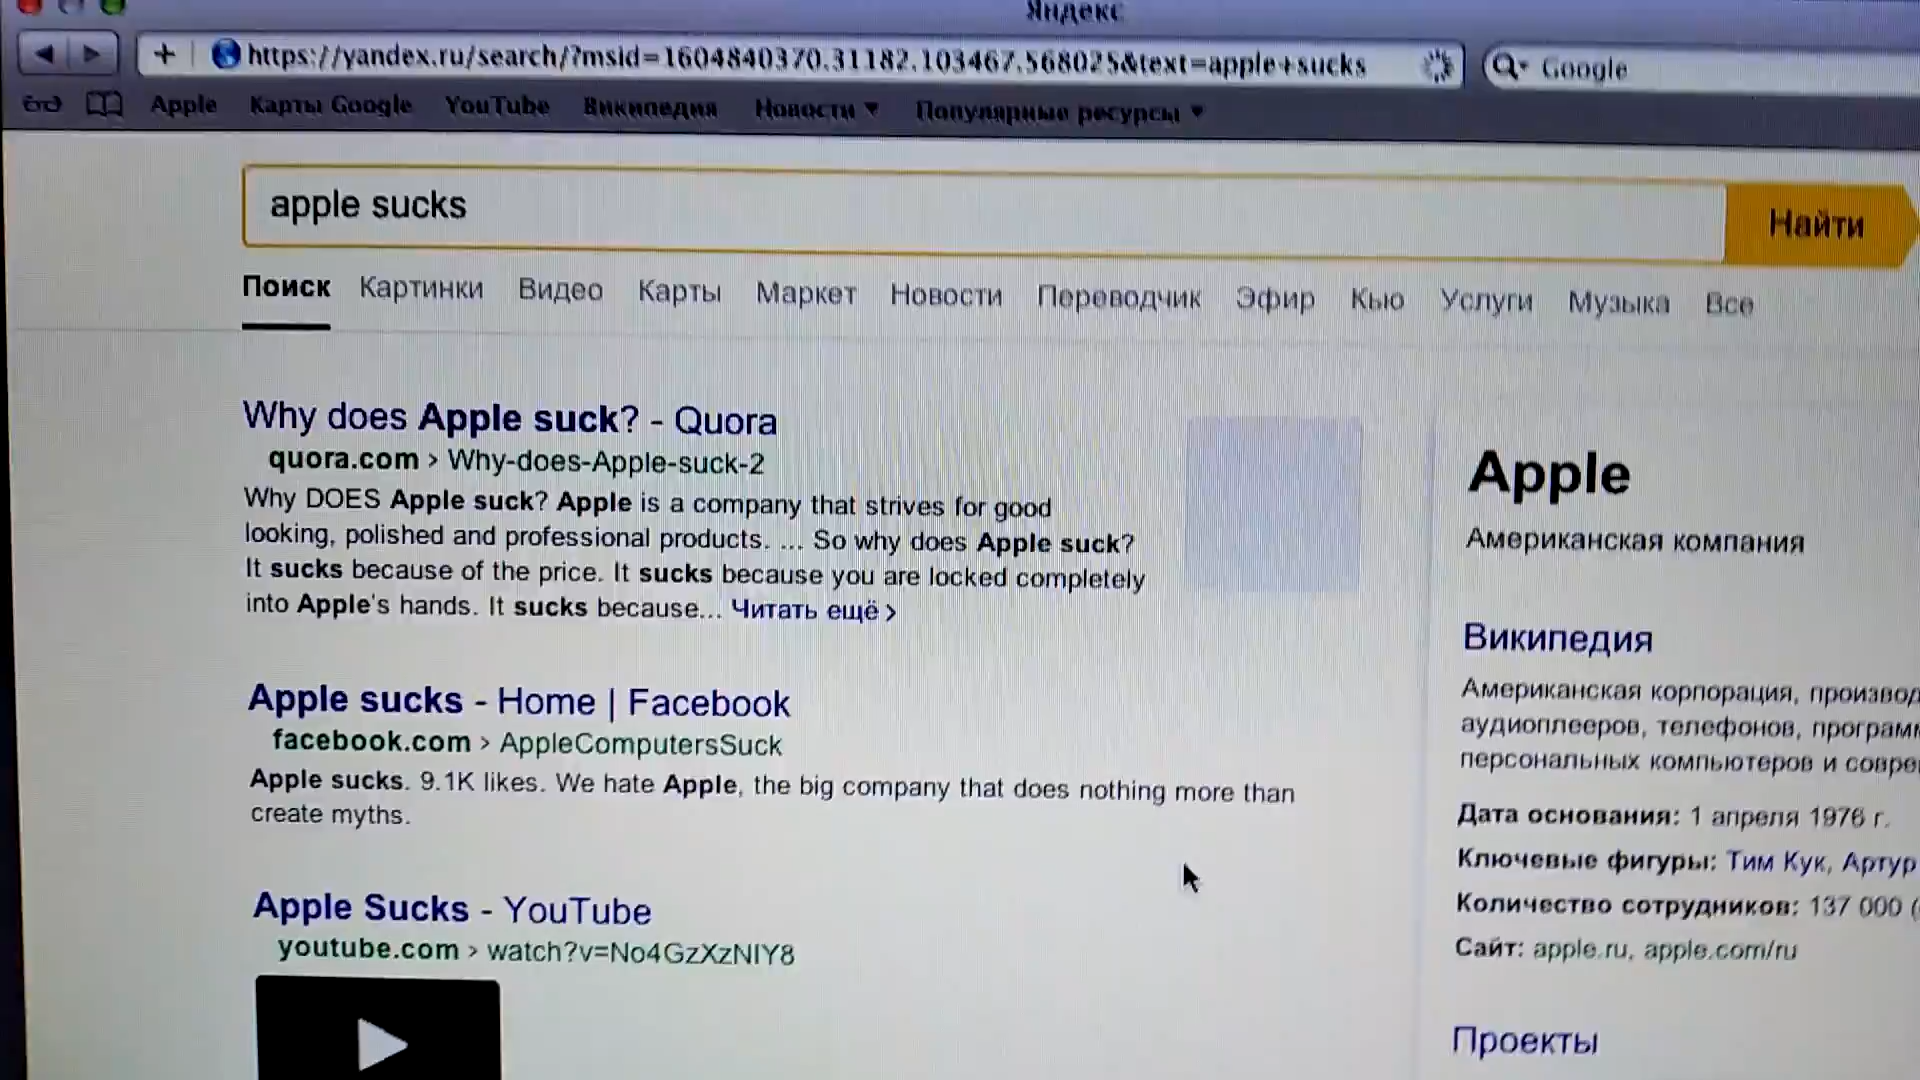 Яндекс
https://yandex.ru/search/?msid=1604840370.31182.103467.568025&text=apple+sucks
Google
Apple Карты Google YouTube Википедия Новости Популярные ресурсы
apple sucks
Найти
Поиск Картинки Видео Карты Маркет Новости Переводчик Эфир Кью Услуги Музыка Все
Why does Apple suck? - Quora
quora.com › Why-does-Apple-suck-2
Why DOES Apple suck? Apple is a company that strives for good
looking, polished and professional products. ... So why does Apple suck?
It sucks because of the price. It sucks because you are locked completely
into Apple's hands. It sucks because... Читать ещё ›
Apple sucks - Home | Facebook
facebook.com › AppleComputersSuck
Apple sucks. 9.1K likes. We hate Apple, the big company that does nothing more than
create myths.
Apple Sucks - YouTube
youtube.com › watch?v=No4GzXzNIY8
Apple
Американская компания
Википедия
Американская корпорация, производ
аудиоплееров, телефонов, програм
персональных компьютеров и совре
Дата основания: 1 апреля 1976 г.
Ключевые фигуры: Тим Кук, Артур
Количество сотрудников: 137 000 (
Сайт: apple.ru, apple.com/ru
Проекты